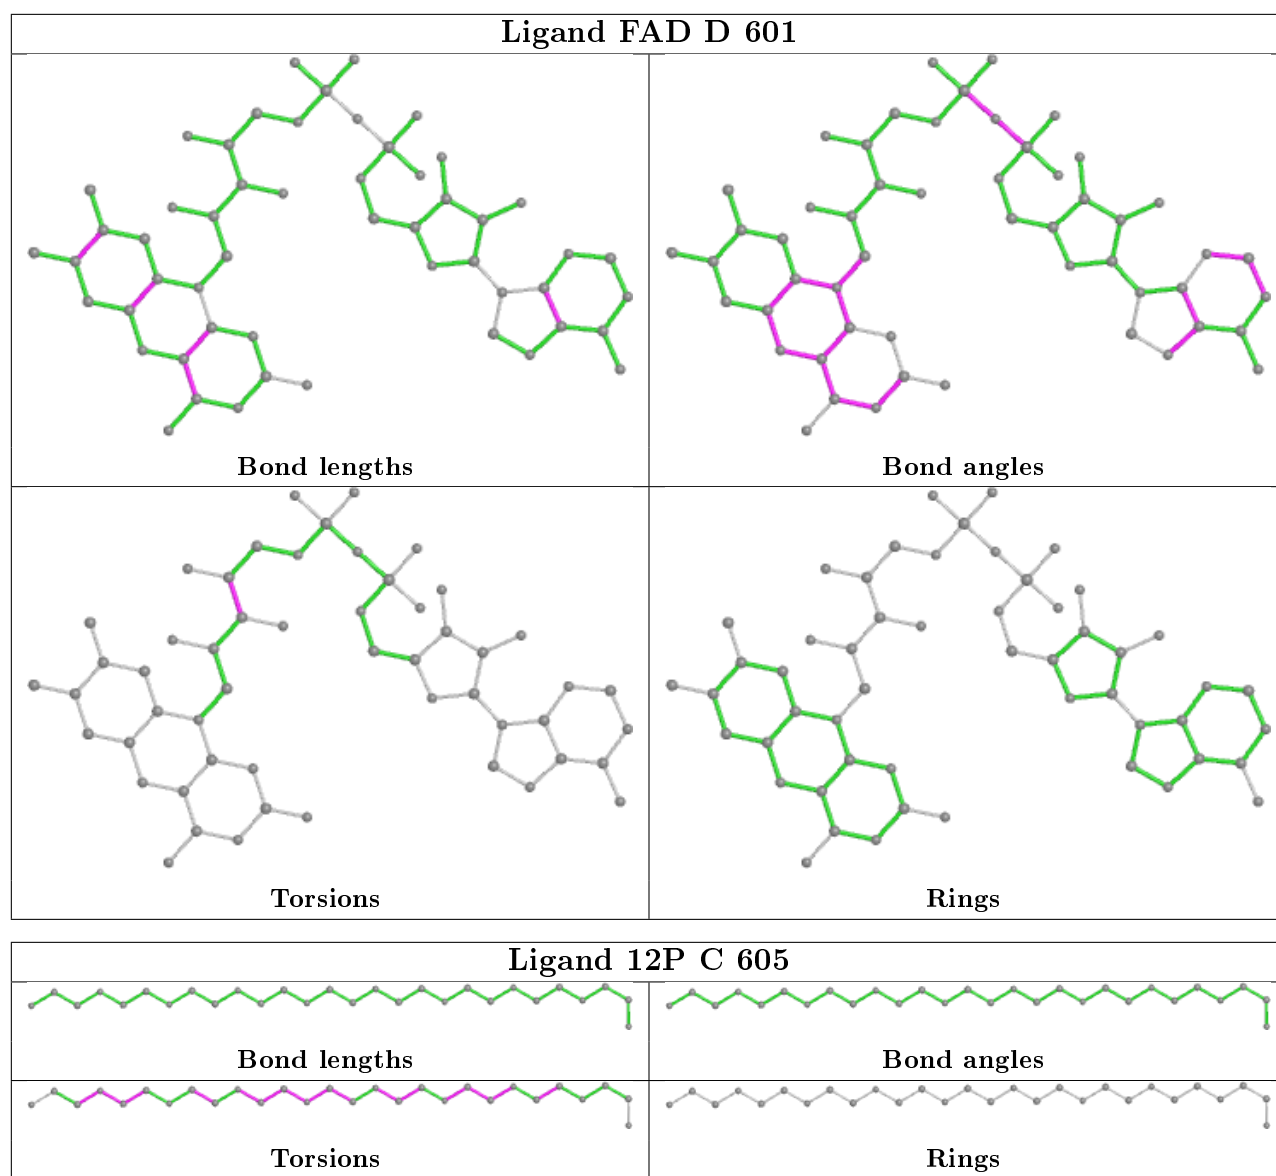 Ligand FAD D 601
Bond lengths
Bond angles
Torsions
Rings
Ligand 12P C 605
Bond lengths
Bond angles
Torsions
Rings